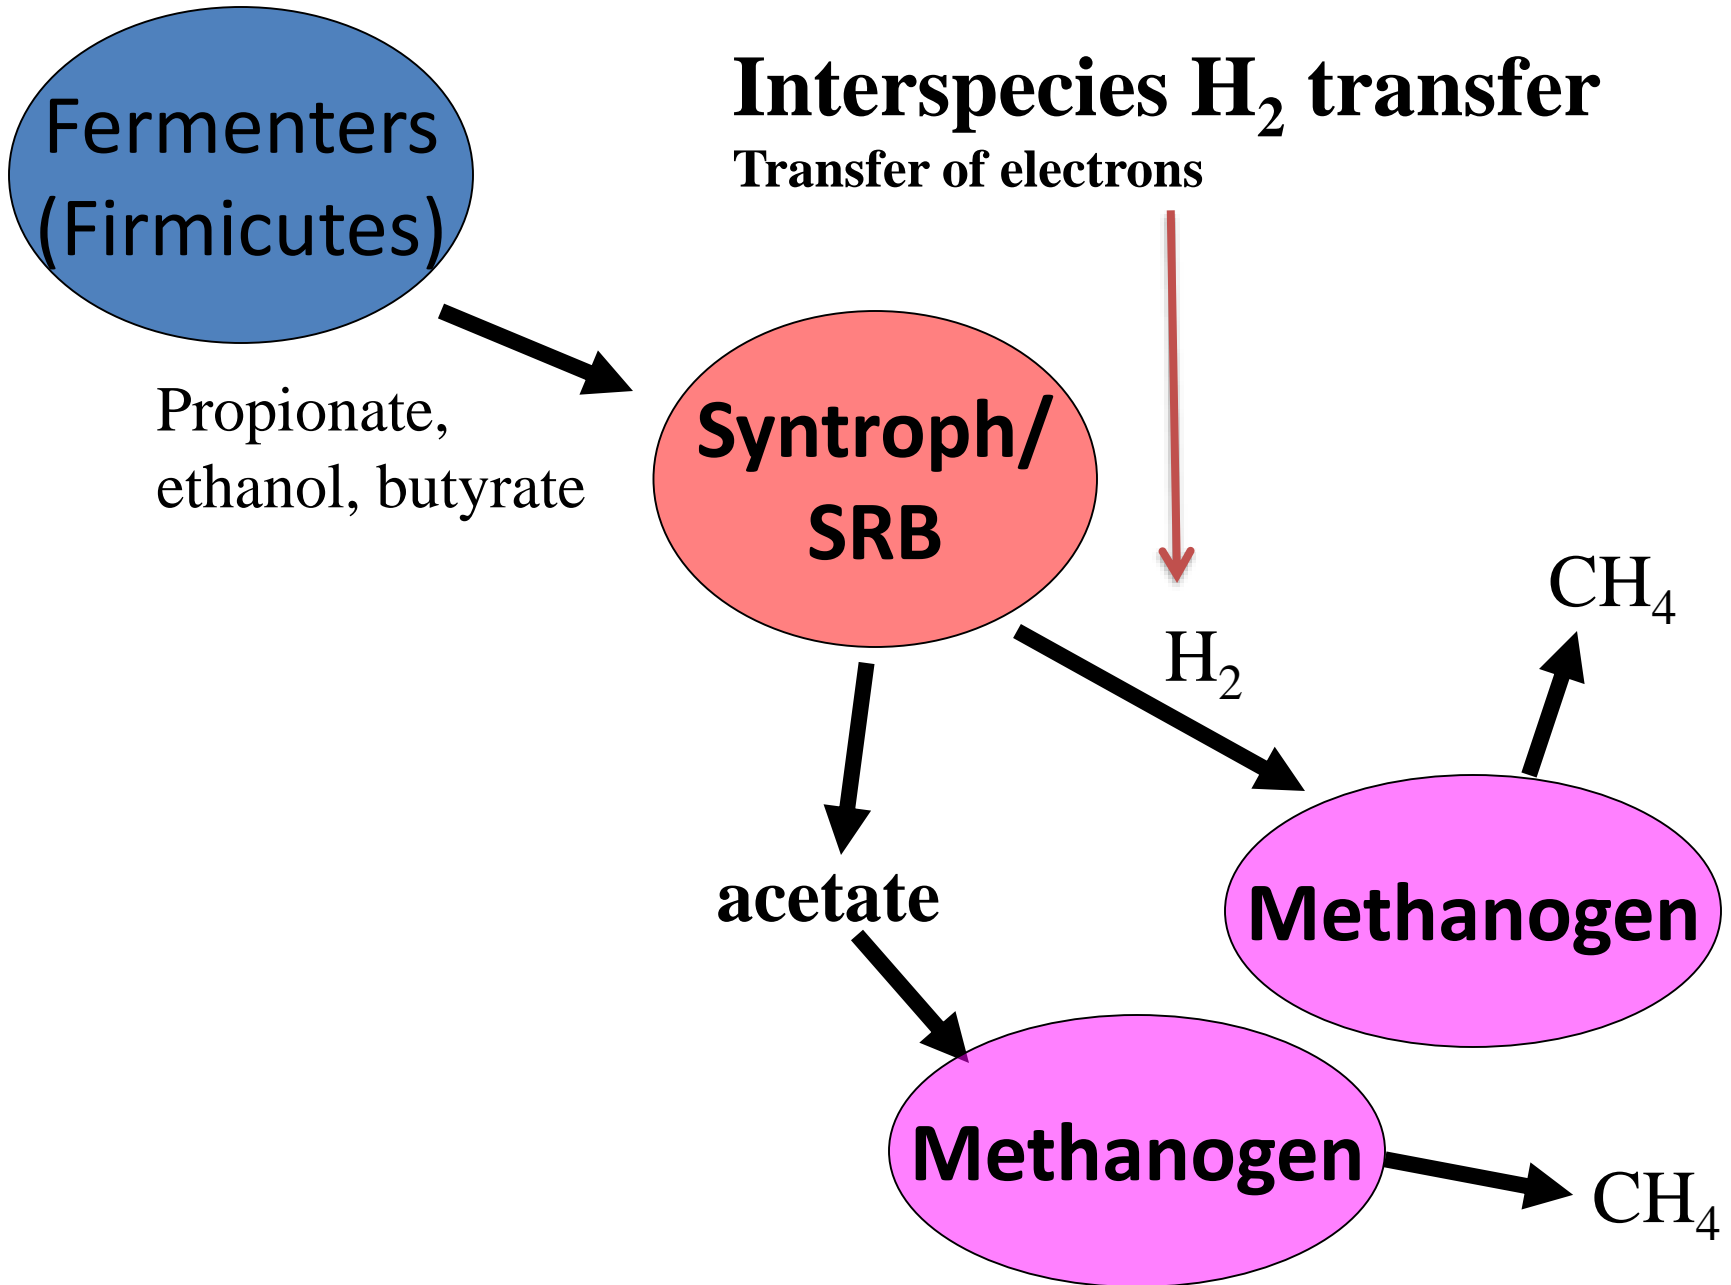 Fermenters
(Firmicutes)
Interspecies H₂ transfer
Transfer of electrons
Propionate,
ethanol, butyrate
Syntroph/
SRB
H₂
CH₄
acetate
Methanogen
Methanogen
CH₄